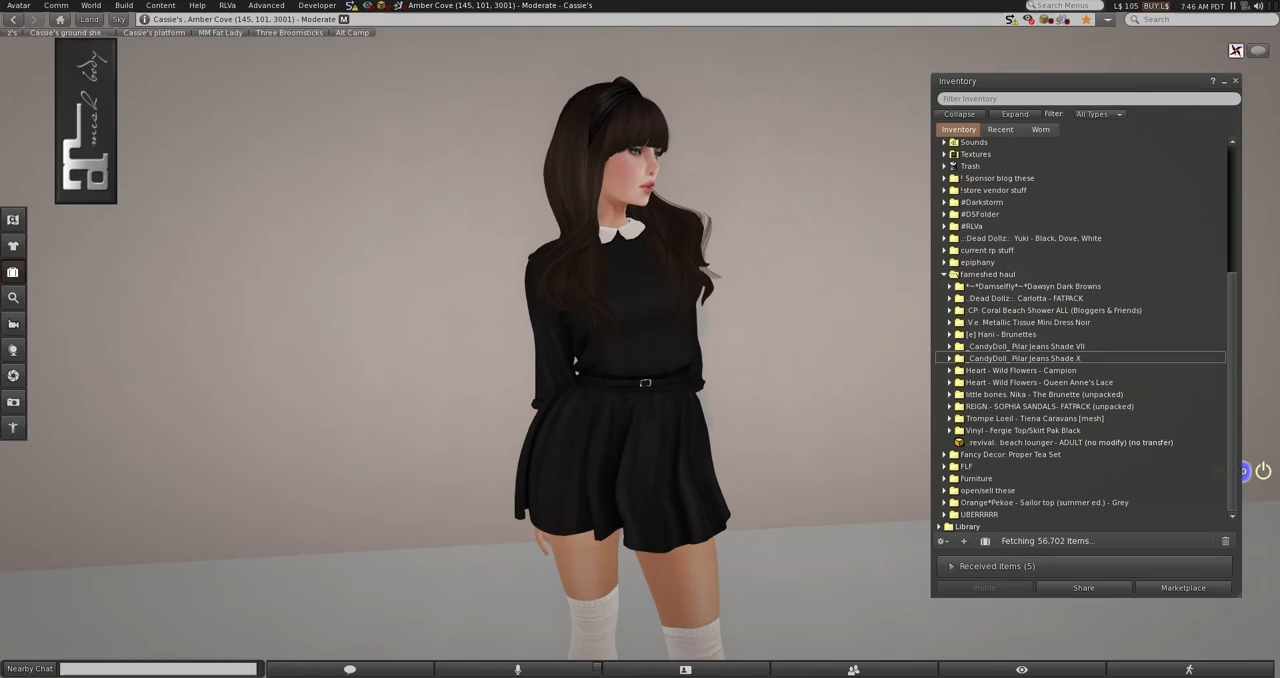 Avatar Comm World Build Content Help RLVa Advanced Developer Amber Cove (145, 101, 3001) - Moderate - Cassie's Search Menus L$ 105 BUY L$ 7:46 AM PDT
Land Sky Cassie's , Amber Cove (145, 101, 3001) - Moderate M Search
z's Cassie's ground she Cassie's platform MM Fat Lady Three Broomsticks Alt Camp
mesh body
Inventory
Filter Inventory
Collapse Expand Filter: All Types
Inventory Recent Worn
Sounds
Textures
Trash
! Sponsor blog these
!store vendor stuff
#Darkstorm
#DSFolder
#RLVa
.:Dead Dollz:. Yuki - Black, Dove, White
current rp stuff
epiphany
fameshed haul
*~*Damselfly*~*Dawsyn Dark Browns
.:Dead Dollz:. Carlotta - FATPACK
:CP: Coral Beach Shower ALL (Bloggers & Friends)
:V.e. Metallic Tissue Mini Dress Noir
[e] Hani - Brunettes
_CandyDoll_ Pilar Jeans Shade VII
_CandyDoll_ Pilar Jeans Shade X
Heart - Wild Flowers - Campion
Heart - Wild Flowers - Queen Anne's Lace
little bones. Nika - The Brunette (unpacked)
REIGN.- SOPHIA SANDALS- FATPACK (unpacked)
Trompe Loeil - Tiena Caravans [mesh]
Vinyl - Fergie Top/Skirt Pak Black
:revival:. beach lounger - ADULT (no modify) (no transfer)
Fancy Decor: Proper Tea Set
FLF
Furniture
open/sell these
Orange*Pekoe - Sailor top (summer ed.) - Grey
UBERRRRR
Library
Fetching 56,702 Items...
Received items (5)
Profile Share Marketplace
Nearby Chat